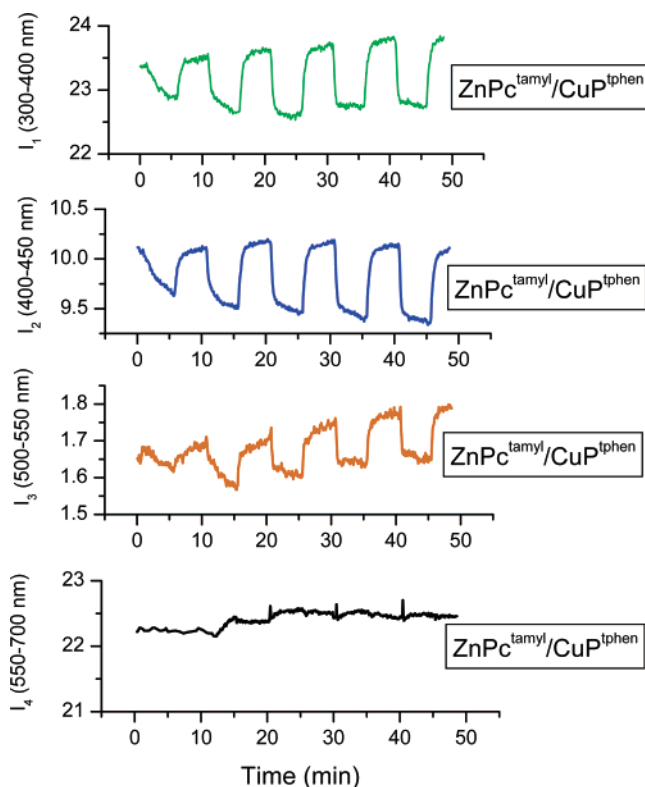 24
23
22
I₁ (300-400 nm)
ZnPcᵗᵃᵐʸˡ/CuPᵗᵖʰᵉⁿ
0 10 20 30 40 50
10.5
10.0
9.5
I₂ (400-450 nm)
ZnPcᵗᵃᵐʸˡ/CuPᵗᵖʰᵉⁿ
0 10 20 30 40 50
1.8
1.7
1.6
1.5
I₃ (500-550 nm)
ZnPcᵗᵃᵐʸˡ/CuPᵗᵖʰᵉⁿ
0 10 20 30 40 50
23
22
21
I₄ (550-700 nm)
ZnPcᵗᵃᵐʸˡ/CuPᵗᵖʰᵉⁿ
0 10 20 30 40 50
Time (min)